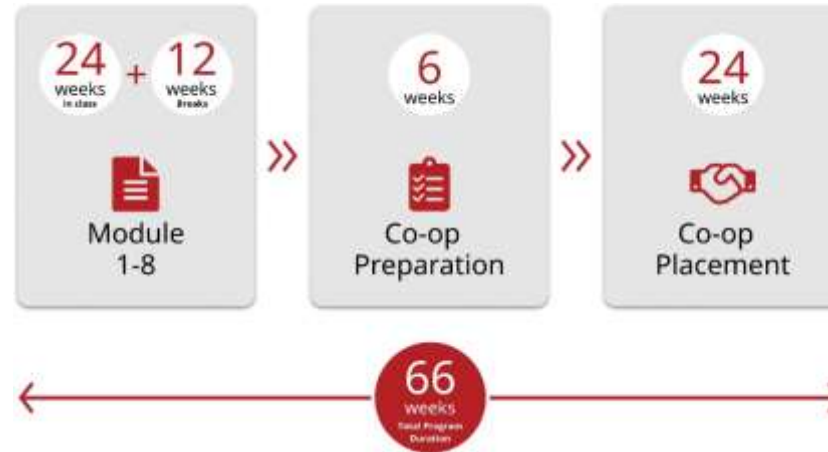 24
weeks
In class
+
12
weeks
Breaks
Module
1-8
6
weeks
Co-op
Preparation
24
weeks
Co-op
Placement
66
weeks
Total Program
Duration